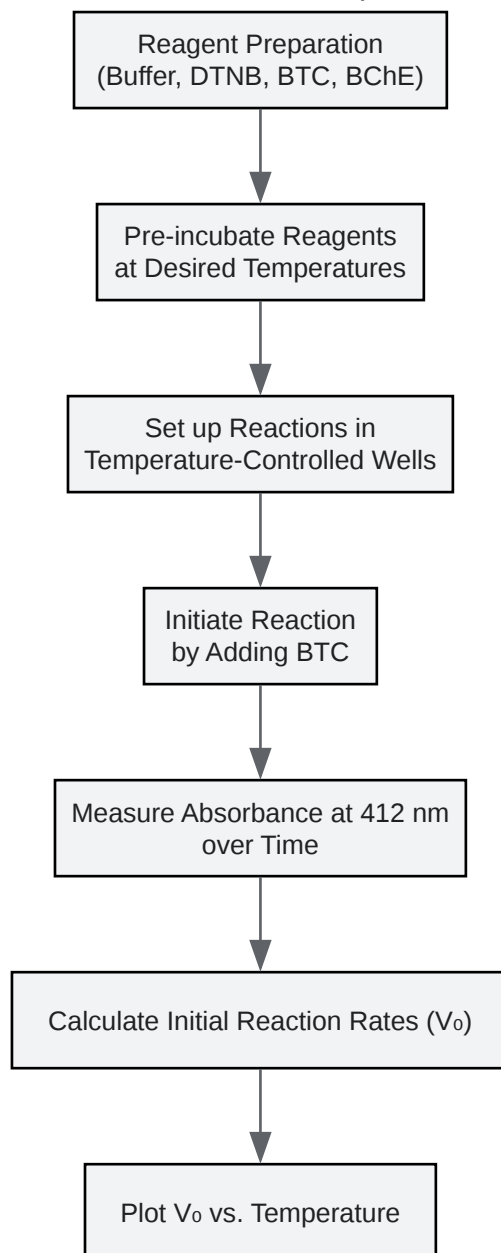 Reagent Preparation
(Buffer, DTNB, BTC, BChE)
Pre-incubate Reagents
at Desired Temperatures
Set up Reactions in
Temperature-Controlled Wells
Initiate Reaction
by Adding BTC
Measure Absorbance at 412 nm
over Time
Calculate Initial Reaction Rates (V₀)
Plot V₀ vs. Temperature